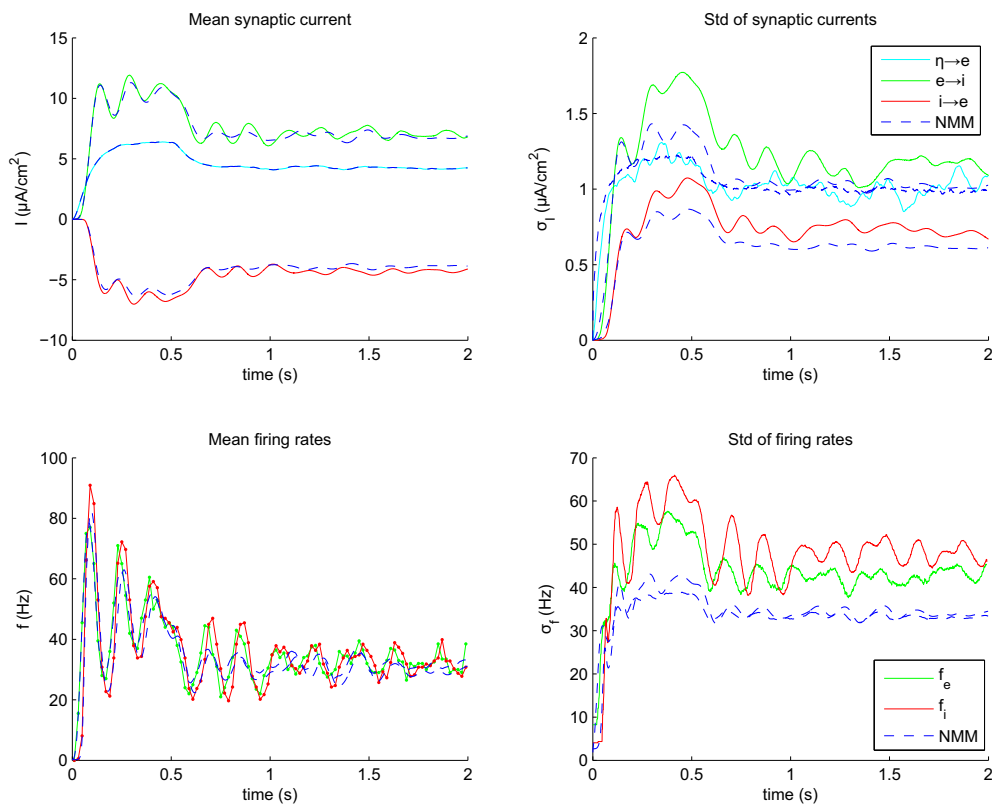 Mean synaptic current
15
10
5
0
−5
−10
I (μA/cm²)
0 0.5 1 1.5 2
time (s)
Std of synaptic currents
2
1.5
1
0.5
0
σ_I (μA/cm²)
0 0.5 1 1.5 2
time (s)
η→e
e→i
i→e
NMM
Mean firing rates
100
80
60
40
20
0
f (Hz)
0 0.5 1 1.5 2
time (s)
Std of firing rates
70
60
50
40
30
20
10
0
σ_f (Hz)
0 0.5 1 1.5 2
time (s)
f_e
f_i
NMM